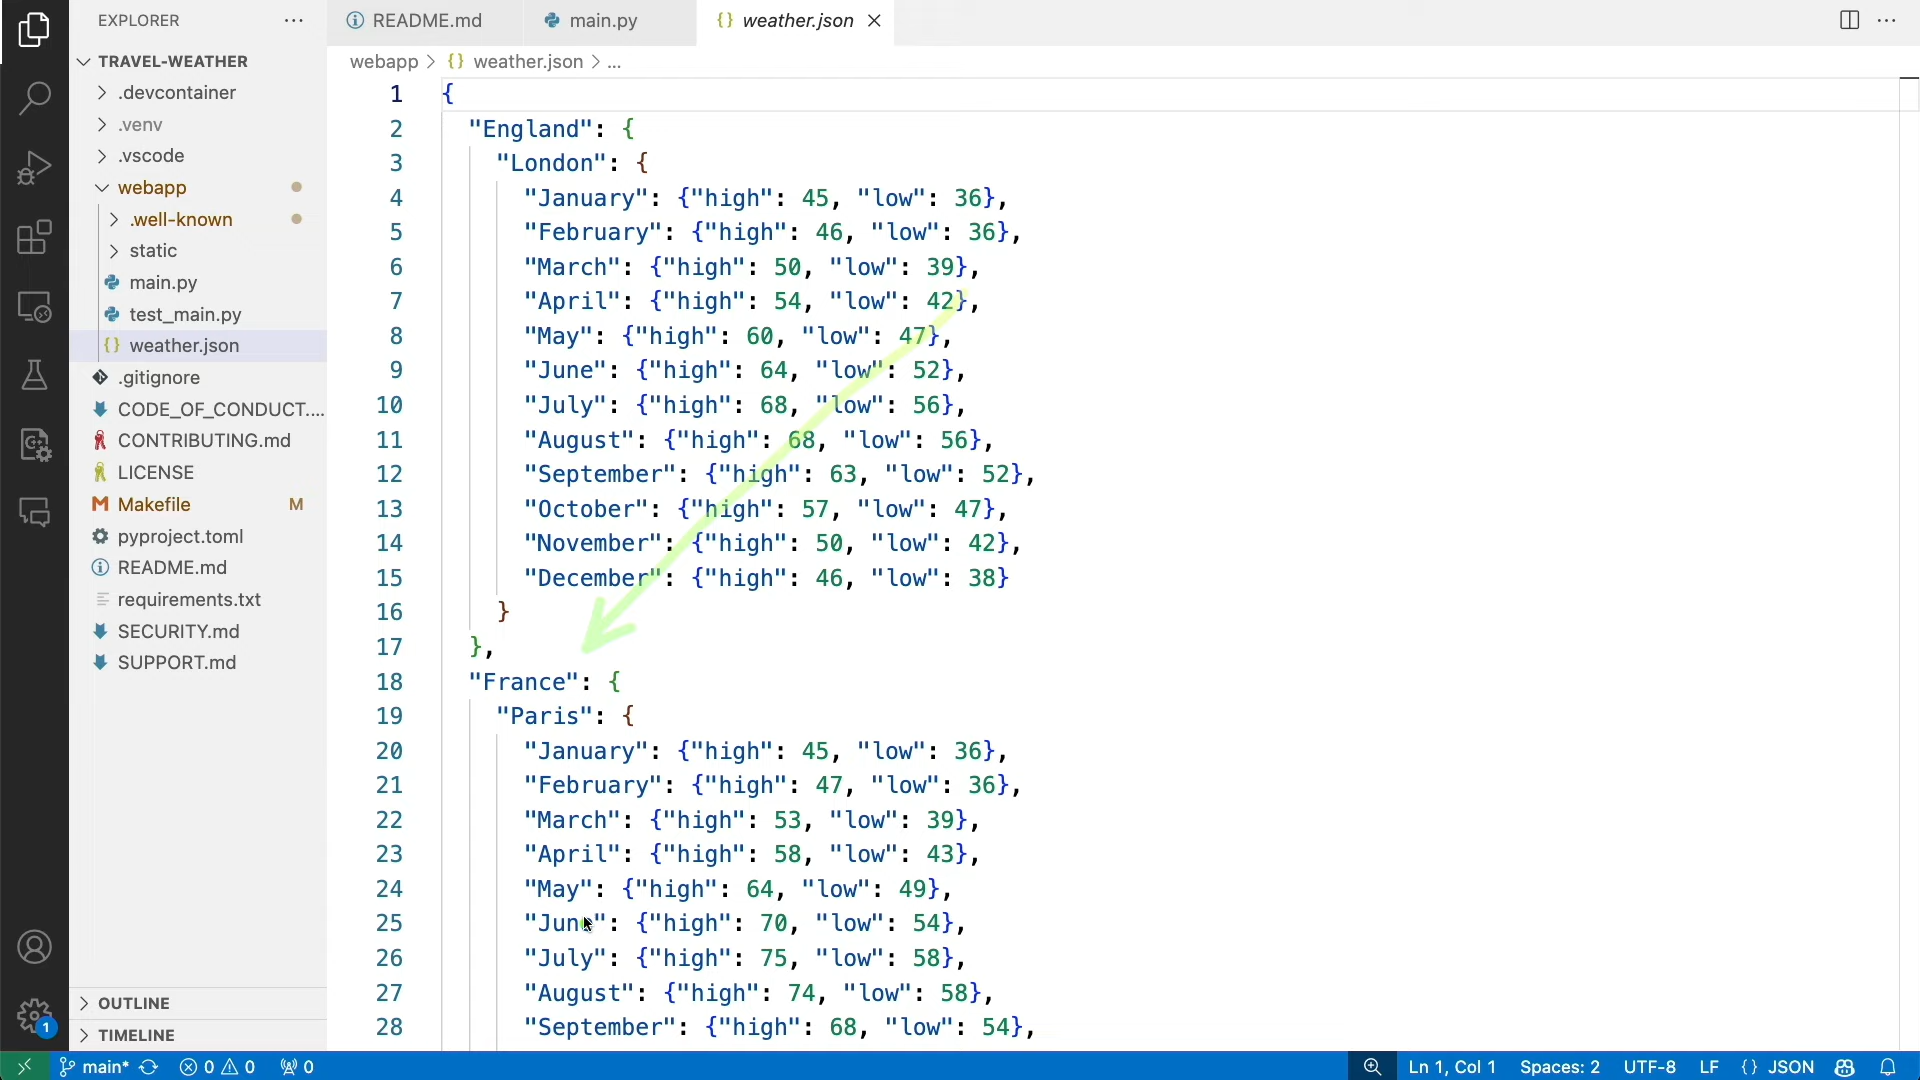 EXPLORER
TRAVEL-WEATHER
.devcontainer
.venv
.vscode
webapp
.well-known
static
main.py
test_main.py
weather.json
.gitignore
CODE_OF_CONDUCT....
CONTRIBUTING.md
LICENSE
Makefile M
pyproject.toml
README.md
requirements.txt
SECURITY.md
SUPPORT.md
OUTLINE
TIMELINE
1
README.md main.py {} weather.json
webapp > {} weather.json > ...
1 {
2 "England": {
3 "London": {
4 "January": {"high": 45, "low": 36},
5 "February": {"high": 46, "low": 36},
6 "March": {"high": 50, "low": 39},
7 "April": {"high": 54, "low": 42},
8 "May": {"high": 60, "low": 47},
9 "June": {"high": 64, "low": 52},
10 "July": {"high": 68, "low": 56},
11 "August": {"high": 68, "low": 56},
12 "September": {"high": 63, "low": 52},
13 "October": {"high": 57, "low": 47},
14 "November": {"high": 50, "low": 42},
15 "December": {"high": 46, "low": 38}
16 }
17 },
18 "France": {
19 "Paris": {
20 "January": {"high": 45, "low": 36},
21 "February": {"high": 47, "low": 36},
22 "March": {"high": 53, "low": 39},
23 "April": {"high": 58, "low": 43},
24 "May": {"high": 64, "low": 49},
25 "June": {"high": 70, "low": 54},
26 "July": {"high": 75, "low": 58},
27 "August": {"high": 74, "low": 58},
28 "September": {"high": 68, "low": 54},
main* 0 0 0 Ln 1, Col 1 Spaces: 2 UTF-8 LF {} JSON